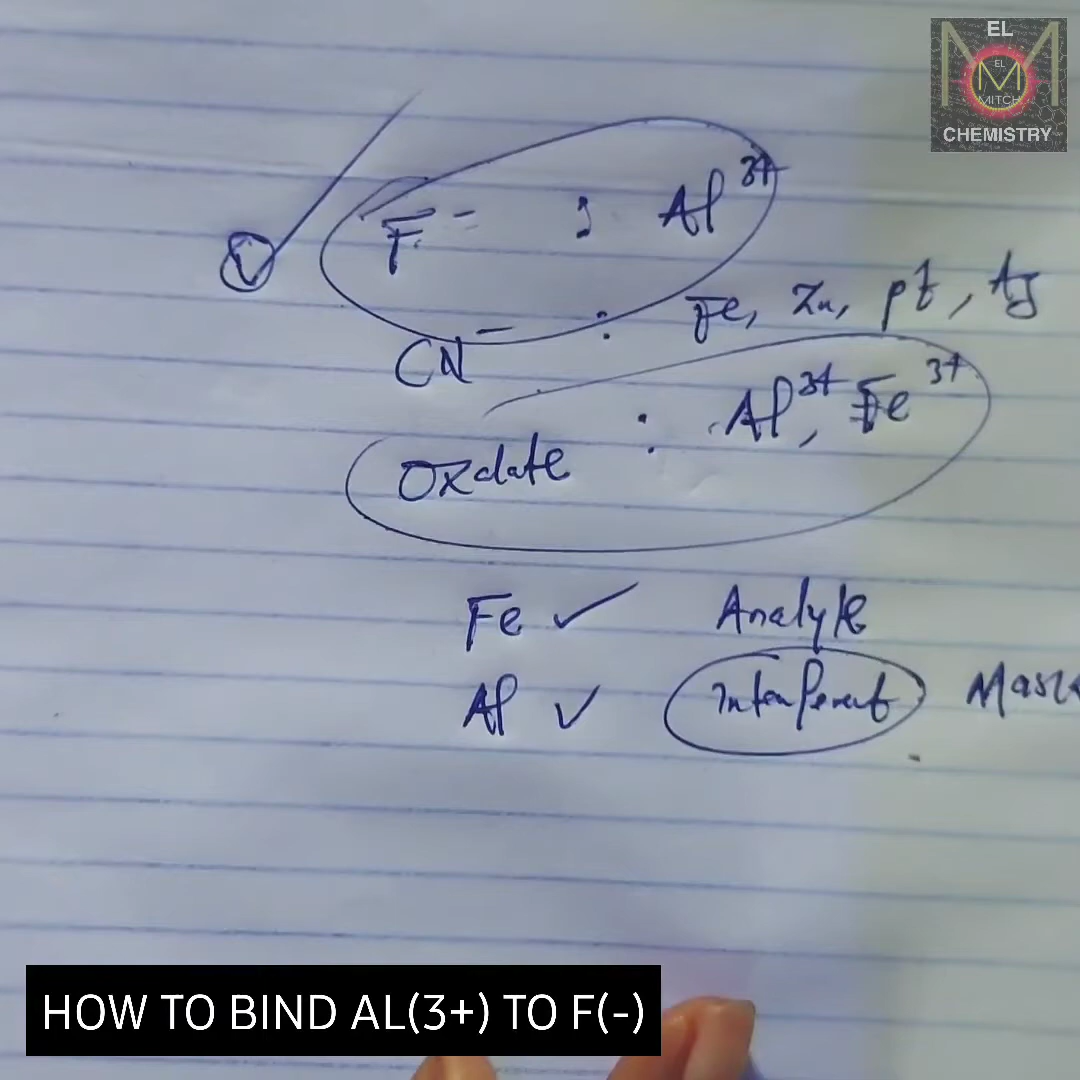 EL
EL
MITCH
CHEMISTRY
F⁻ : Al³⁺
CN⁻ : Fe, Zn, pt, Ag
Oxalate : Al³⁺, Fe³⁺
Fe ✓ Analyte
Al ✓ Interferent
HOW TO BIND AL(3+) TO F(-)